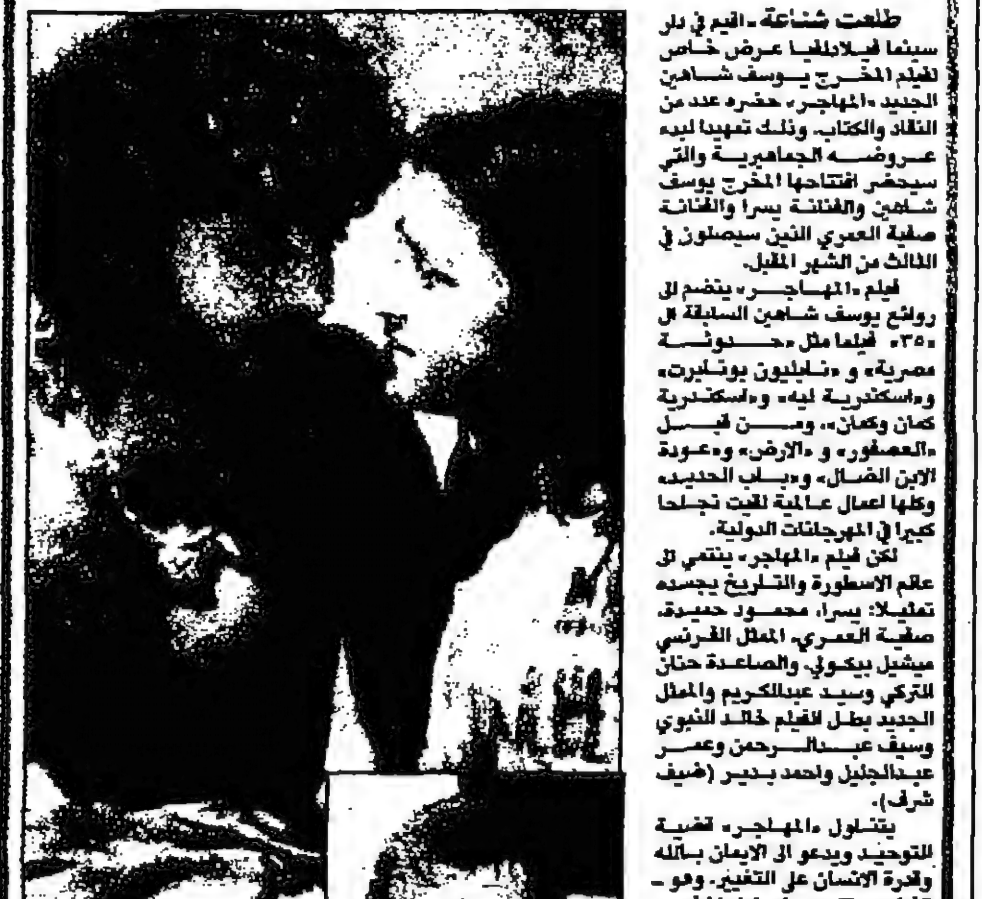 طلعت شناعة ـ اقيم في دار
سينما فيلادلفيا عرض خاص
لفيلم المخرج يوسف شاهين
الجديد «المهاجر» حضره عدد من
النقاد والكتاب. وذلك تمهيدا لبدء
عروضه الجماهيرية والتي
سيحضر افتتاحها المخرج يوسف
شاهين والفنانة يسرا والفنانة
صفية العمري الذين سيصلون في
الثالث من الشهر المقبل.
فيلم «المهاجر» ينضم الى
روائع يوسف شاهين السابقة الـ
«٣٥» فيلما مثل «حدوثة
مصرية» و «نابليون بونابرت»
و«اسكندرية ليه» و«اسكندرية
كمان وكمان». ومن قبل
«العصفور» و «الارض» و«عودة
الابن الضال» و«باب الحديد»
وكلها اعمال عالمية لقيت نجاحا
كبيرا في المهرجانات الدولية.
لكن فيلم «المهاجر» ينتمي الى
عالم الاسطورة والتاريخ يجسده
تمثيلا: يسرا، محمود حميدة،
صفية العمري، الممثل الفرنسي
ميشيل بيكولي، والصاعدة حنان
التركي وسيد عبدالكريم والممثل
الجديد بطل الفيلم خالد النبوي
وسيف عبدالرحمن وعمر
عبدالجليل واحمد بدير (ضيف
شرف).
يتناول «المهاجر» قضية
التوحيد ويدعو الى الايمان بالله
وقدرة الانسان على التغيير. وهو ـ